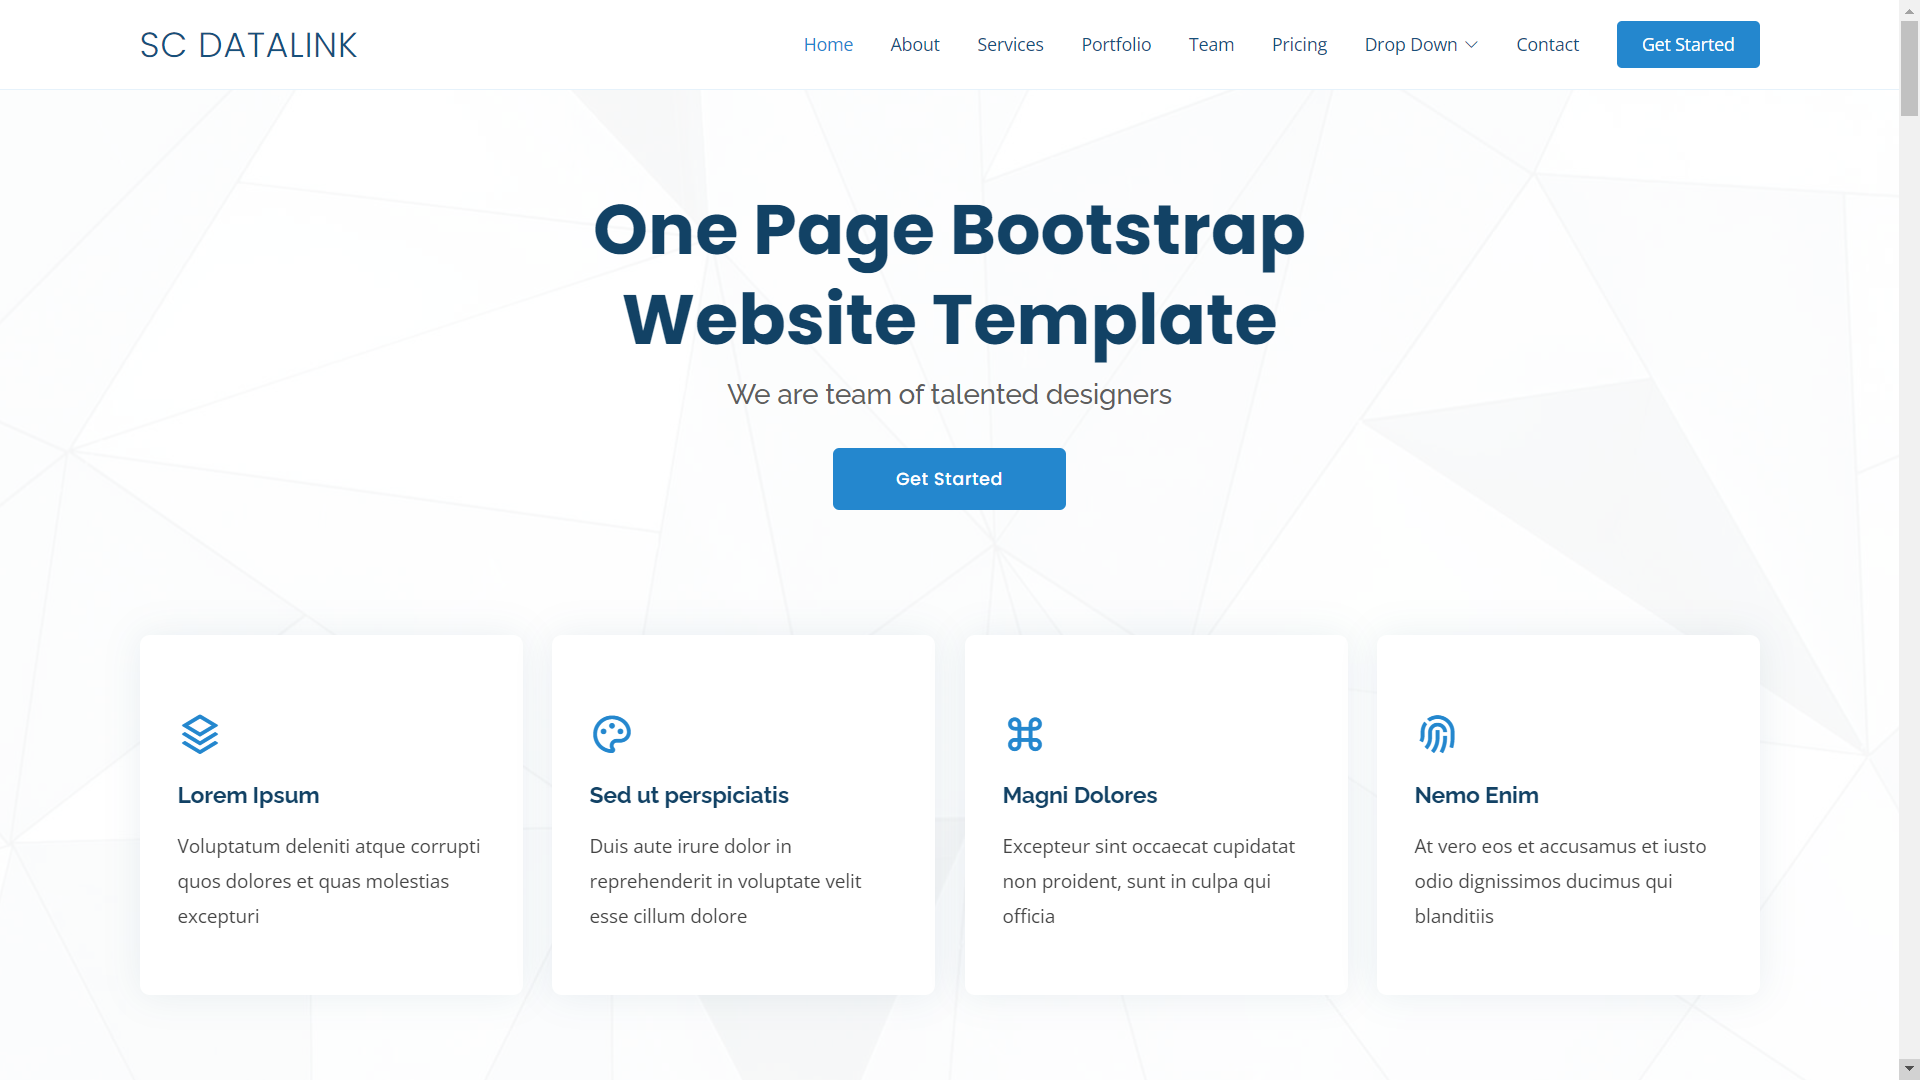 SC DATALINK
Home About Services Portfolio Team Pricing Drop Down Contact Get Started
One Page Bootstrap
Website Template
We are team of talented designers
Get Started
Lorem Ipsum
Voluptatum deleniti atque corrupti
quos dolores et quas molestias
excepturi
Sed ut perspiciatis
Duis aute irure dolor in
reprehenderit in voluptate velit
esse cillum dolore
Magni Dolores
Excepteur sint occaecat cupidatat
non proident, sunt in culpa qui
officia
Nemo Enim
At vero eos et accusamus et iusto
odio dignissimos ducimus qui
blanditiis